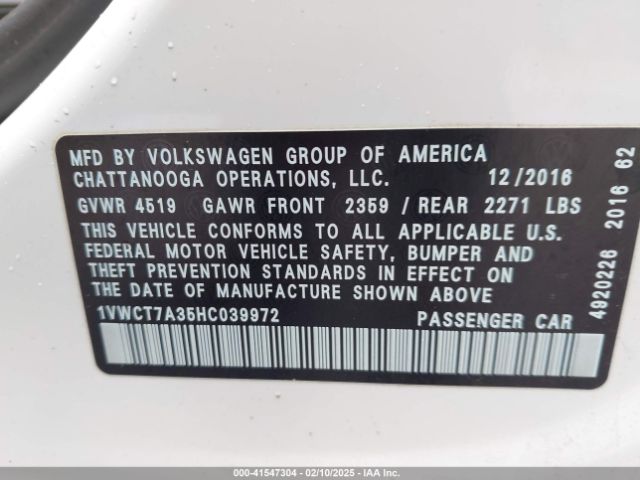 MFD BY VOLKSWAGEN GROUP OF AMERICA
CHATTANOOGA OPERATIONS, LLC. 12/2016
GVWR 4519 GAWR FRONT 2359 / REAR 2271 LBS
THIS VEHICLE CONFORMS TO ALL APPLICABLE U.S.
FEDERAL MOTOR VEHICLE SAFETY, BUMPER AND
THEFT PREVENTION STANDARDS IN EFFECT ON
THE DATE OF MANUFACTURE SHOWN ABOVE
1VWCT7A35HC039972 PASSENGER CAR
4920226 2016 62
000-41547304 - 02/10/2025 - IAA Inc.